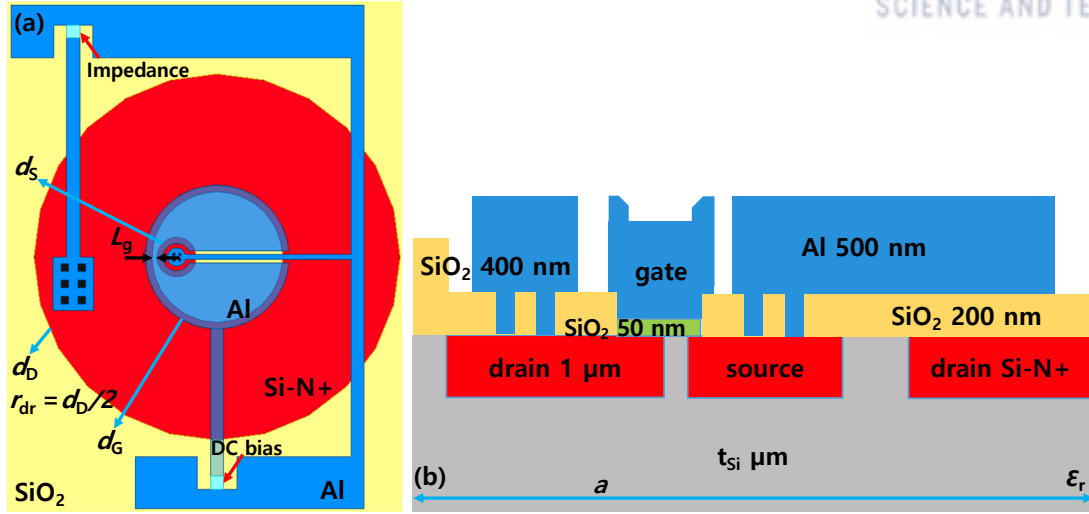 SCIENCE AND TE
(a)
Impedance
dS
Lg
Al
dD
rdr = dD/2
Si-N+
dG
DC bias
SiO2
Al
SiO2 400 nm
gate
Al 500 nm
SiO2 50 nm
SiO2 200 nm
drain 1 μm
source
drain Si-N+
tSi μm
(b)
a
εr